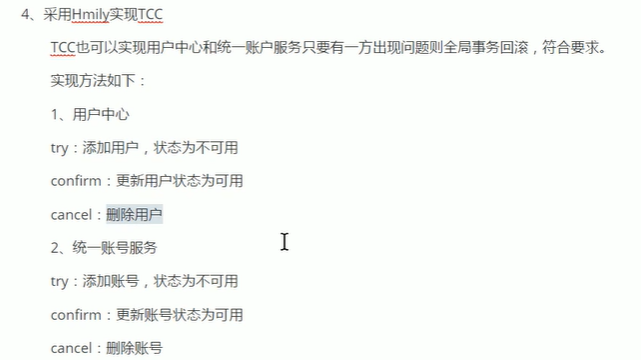 4、采用Hmily实现TCC
TCC也可以实现用户中心和统一账户服务只要有一方出现问题则全局事务回滚，符合要求。
实现方法如下：
1、用户中心
try：添加用户，状态为不可用
confirm：更新用户状态为可用
cancel：删除用户
2、统一账号服务
try：添加账号，状态为不可用
confirm：更新账号状态为可用
cancel：删除账号